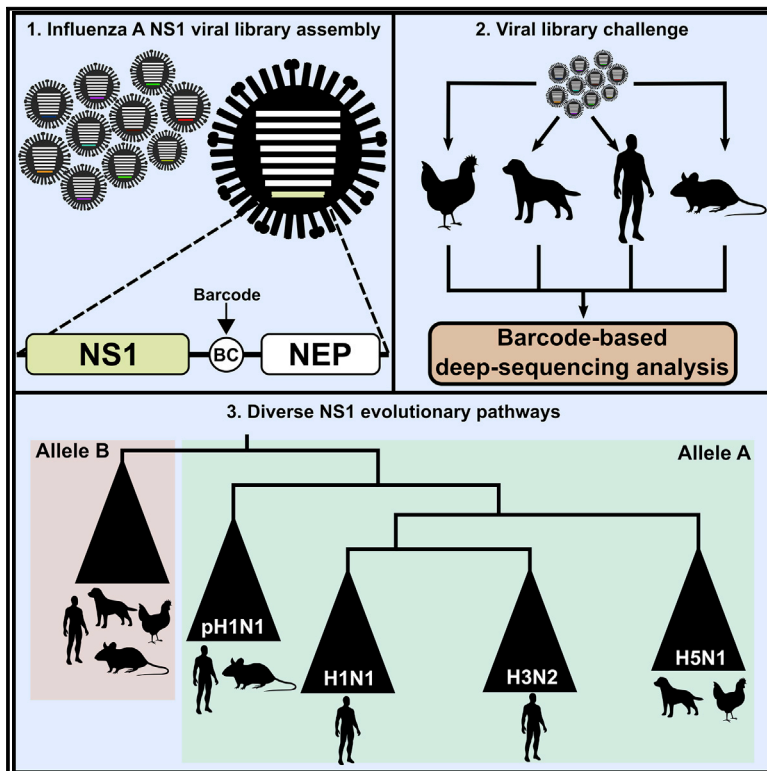 1. Influenza A NS1 viral library assembly
Barcode
NS1
BC
NEP
2. Viral library challenge
Barcode-based
deep-sequencing analysis
3. Diverse NS1 evolutionary pathways
Allele B
Allele A
pH1N1
H1N1
H3N2
H5N1